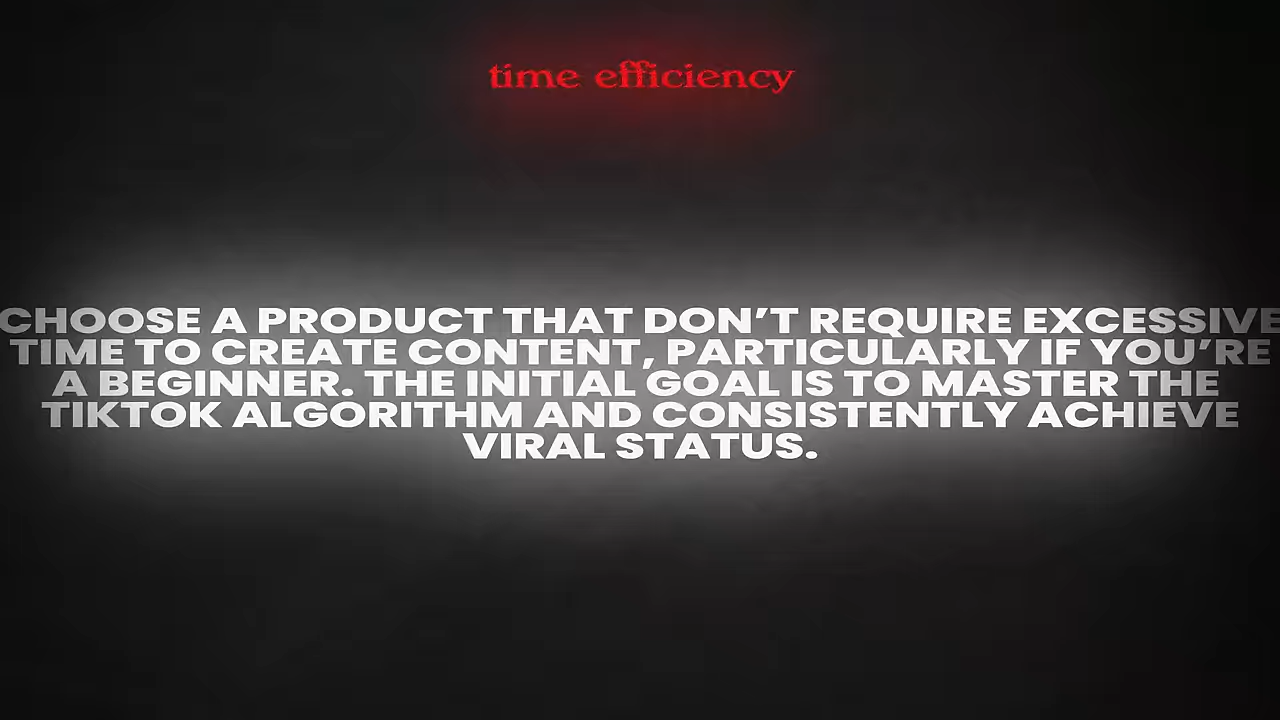 time efficiency
CHOOSE A PRODUCT THAT DON’T REQUIRE EXCESSIVE
TIME TO CREATE CONTENT, PARTICULARLY IF YOU’RE
A BEGINNER. THE INITIAL GOAL IS TO MASTER THE
TIKTOK ALGORITHM AND CONSISTENTLY ACHIEVE
VIRAL STATUS.